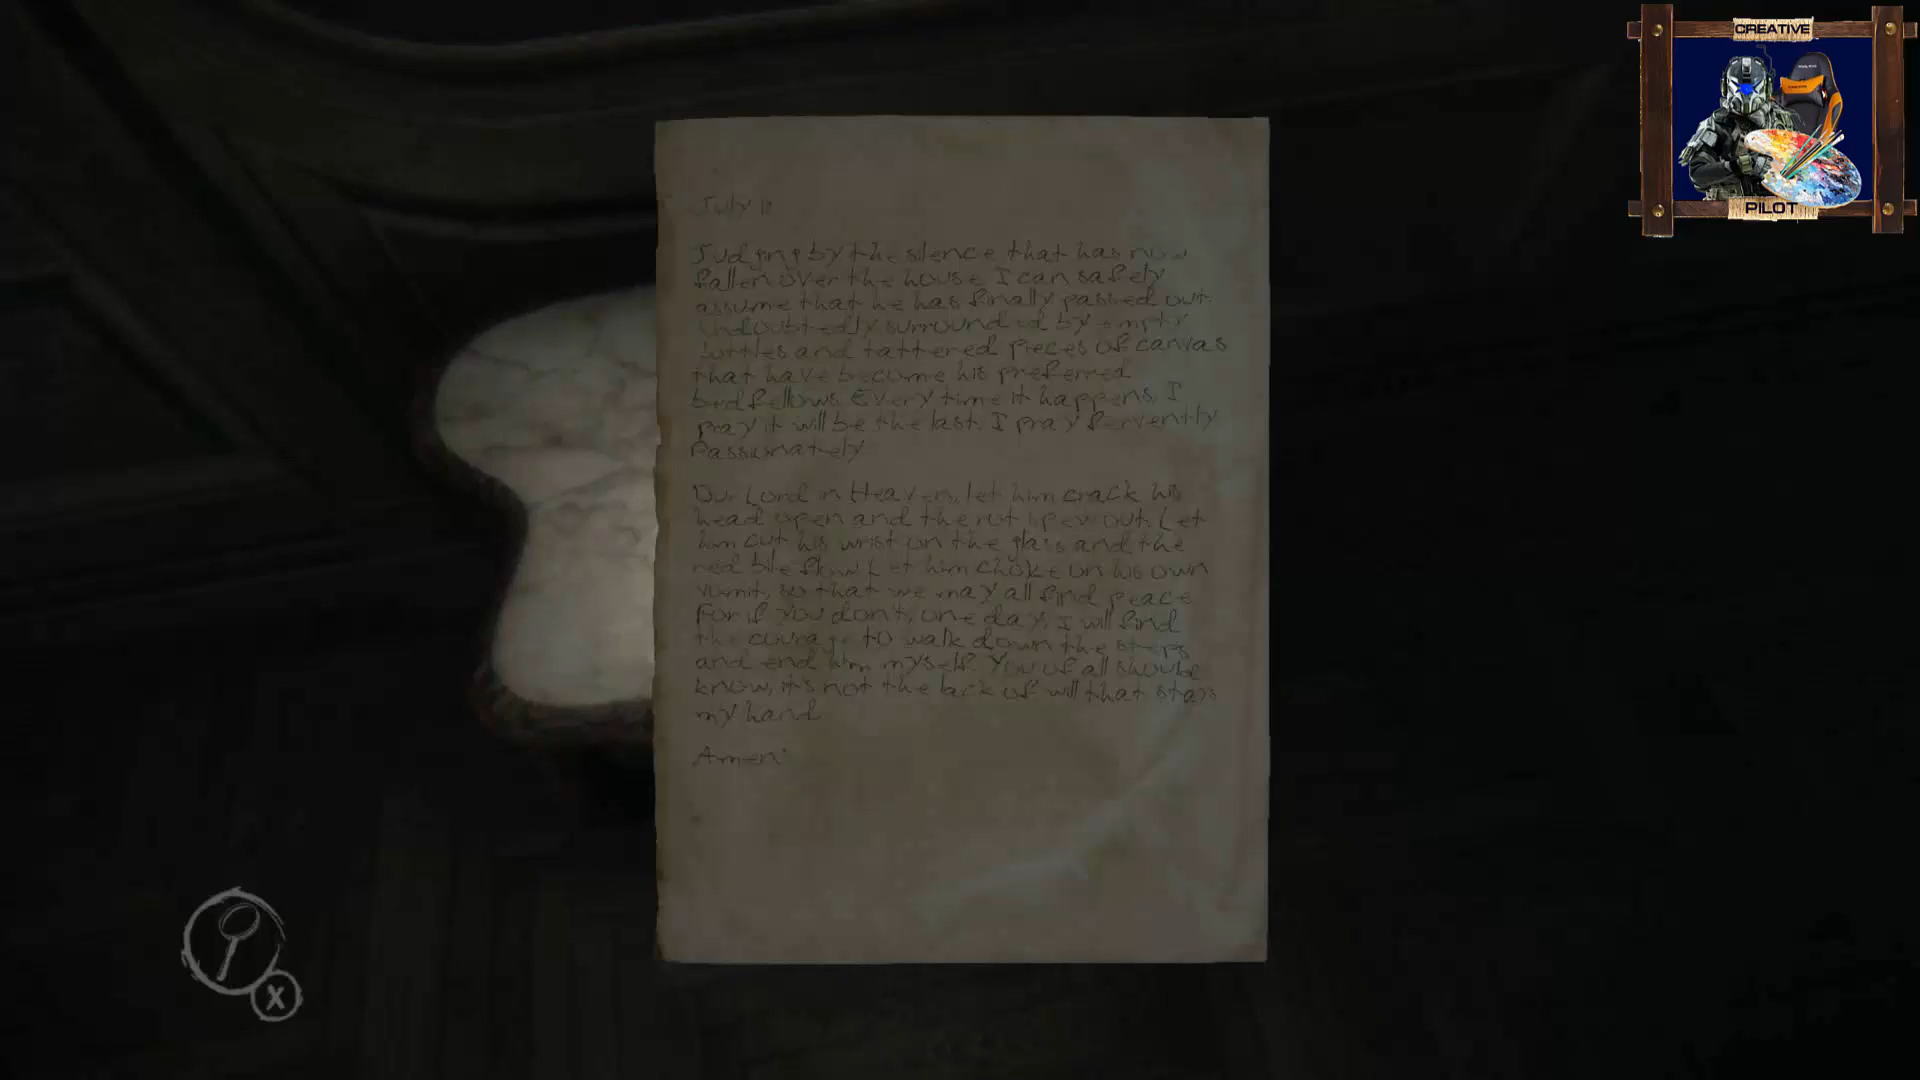 CREATIVE
PILOT
July
Judging by the silence that has now
fallen over the house I can safely
assume that he has finally passed out.
Undoubtedly surrounded by empty
bottles and tattered pieces of canvas
that have become his preferred
bedfellows. Every time it happens, I
pray it will be the last. I pray fervently
Passionately
Our Lord in Heaven, let him crack his
head open and the rot spew out. Let
him cut his wrist on the glass and the
red bile flow. Let him choke on his own
vomit, so that we may all find peace
For if you don't, one day, I will find
the courage to walk down the steps
and end him myself. You of all should
know, it's not the lack of will that stays
my hand
Amen
X